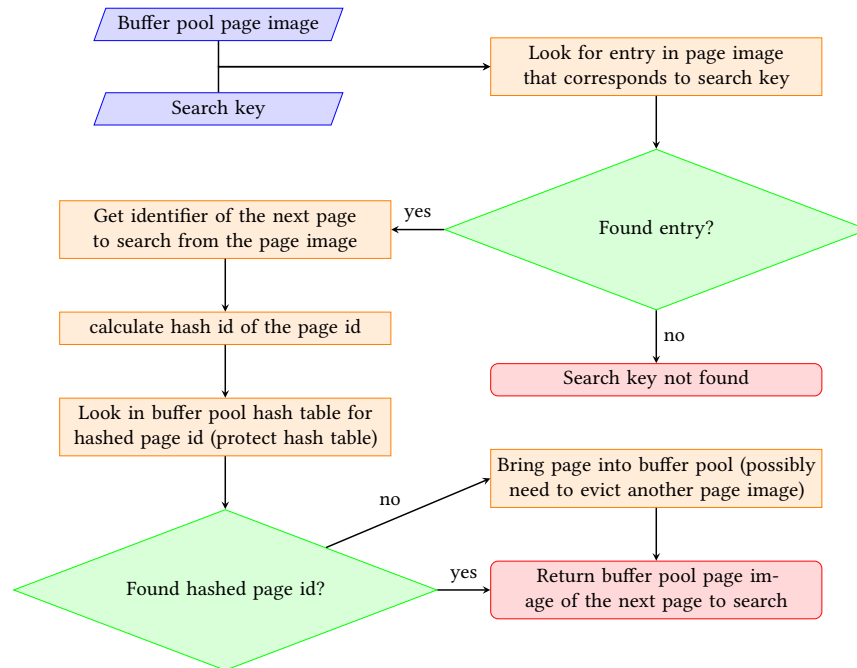 Buffer pool page image
Search key
Look for entry in page image
that corresponds to search key
Found entry?
yes
no
Get identifier of the next page
to search from the page image
calculate hash id of the page id
Search key not found
Look in buffer pool hash table for
hashed page id (protect hash table)
Found hashed page id?
no
yes
Bring page into buffer pool (possibly
need to evict another page image)
Return buffer pool page im-
age of the next page to search